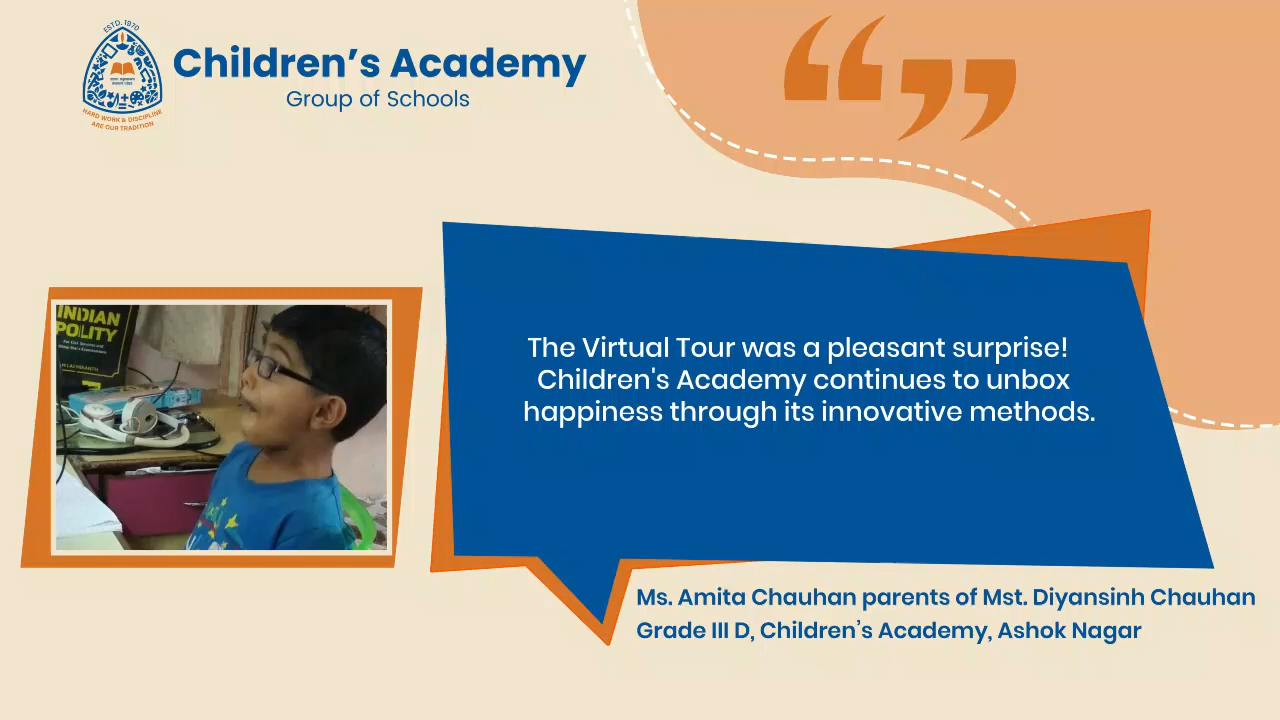 ESTD. 1970
HARD WORK & DISCIPLINE
ARE OUR TRADITION
Children’s Academy
Group of Schools
INDIAN
POLITY
The Virtual Tour was a pleasant surprise!
Children's Academy continues to unbox
happiness through its innovative methods.
Ms. Amita Chauhan parents of Mst. Diyansinh Chauhan
Grade III D, Children’s Academy, Ashok Nagar